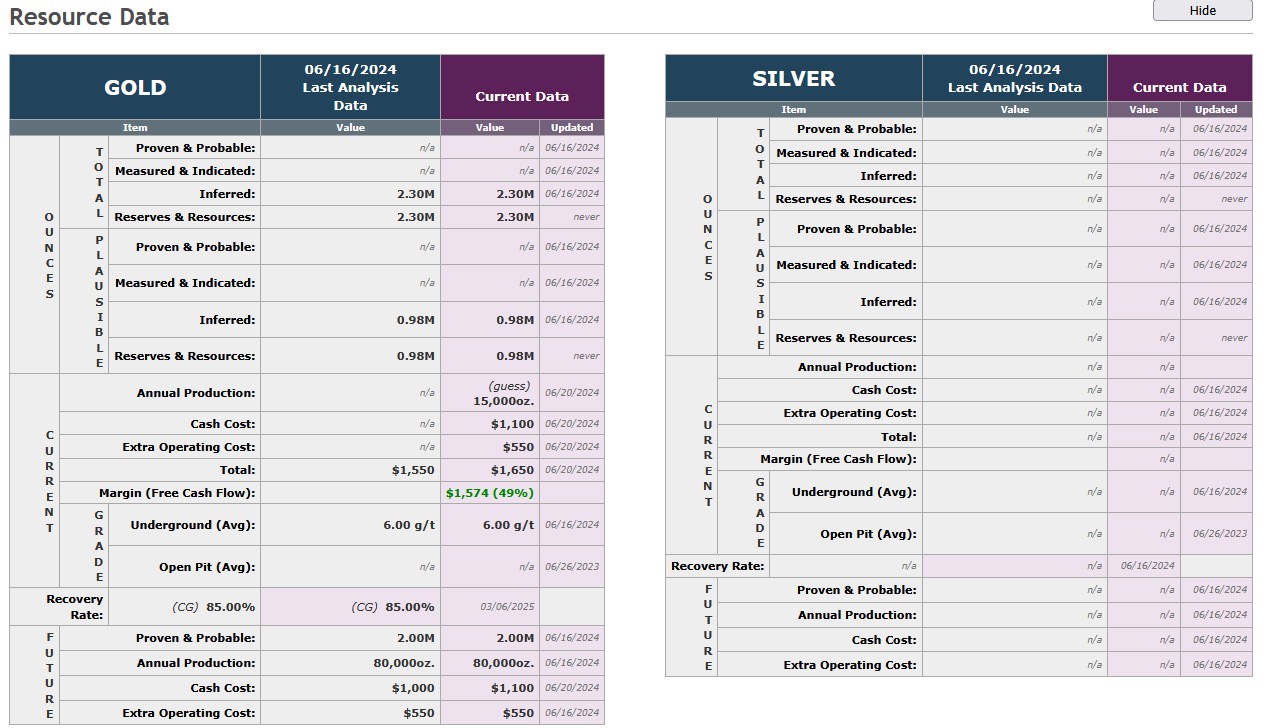 Resource Data
Hide
GOLD
06/16/2024
Last Analysis
Data
Current Data
Item Value Value Updated
OUNCES
TOTAL
Proven & Probable: n/a n/a 06/16/2024
Measured & Indicated: n/a n/a 06/16/2024
Inferred: 2.30M 2.30M 06/16/2024
Reserves & Resources: 2.30M 2.30M never
PLAUSIBLE
Proven & Probable: n/a n/a 06/16/2024
Measured & Indicated: n/a n/a 06/16/2024
Inferred: 0.98M 0.98M 06/16/2024
Reserves & Resources: 0.98M 0.98M never
CURRENT
Annual Production: n/a (guess) 15,000oz. 06/20/2024
Cash Cost: n/a $1,100 06/20/2024
Extra Operating Cost: n/a $550 06/20/2024
Total: $1,550 $1,650 06/20/2024
Margin (Free Cash Flow): $1,574 (49%)
GRADE
Underground (Avg): 6.00 g/t 6.00 g/t 06/16/2024
Open Pit (Avg): n/a n/a 06/26/2023
Recovery Rate: (CG) 85.00% (CG) 85.00% 03/06/2025
FUTURE
Proven & Probable: 2.00M 2.00M 06/16/2024
Annual Production: 80,000oz. 80,000oz. 06/16/2024
Cash Cost: $1,000 $1,100 06/20/2024
Extra Operating Cost: $550 $550 06/16/2024
SILVER
06/16/2024
Last Analysis Data
Current Data
Item Value Value Updated
OUNCES
TOTAL
Proven & Probable: n/a n/a 06/16/2024
Measured & Indicated: n/a n/a 06/16/2024
Inferred: n/a n/a 06/16/2024
Reserves & Resources: n/a n/a never
PLAUSIBLE
Proven & Probable: n/a n/a 06/16/2024
Measured & Indicated: n/a n/a 06/16/2024
Inferred: n/a n/a 06/16/2024
Reserves & Resources: n/a n/a never
CURRENT
Annual Production: n/a n/a
Cash Cost: n/a n/a 06/16/2024
Extra Operating Cost: n/a n/a 06/16/2024
Total: n/a n/a 06/16/2024
Margin (Free Cash Flow): n/a
GRADE
Underground (Avg): n/a n/a 06/16/2024
Open Pit (Avg): n/a n/a 06/26/2023
Recovery Rate: n/a n/a 06/16/2024
FUTURE
Proven & Probable: n/a n/a 06/16/2024
Annual Production: n/a n/a 06/16/2024
Cash Cost: n/a n/a 06/16/2024
Extra Operating Cost: n/a n/a 06/16/2024